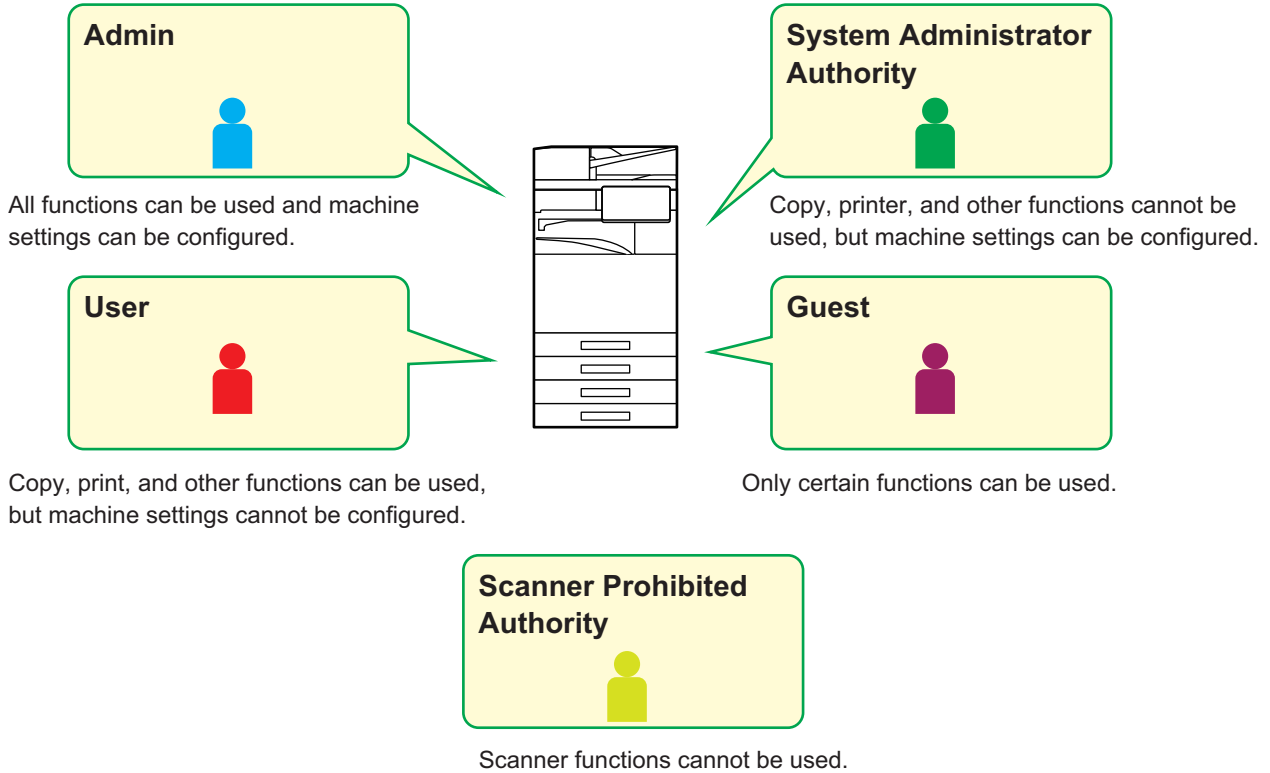 Admin
All functions can be used and machine
settings can be configured.
System Administrator
Authority
Copy, printer, and other functions cannot be
used, but machine settings can be configured.
User
Copy, print, and other functions can be used,
but machine settings cannot be configured.
Guest
Only certain functions can be used.
Scanner Prohibited
Authority
Scanner functions cannot be used.